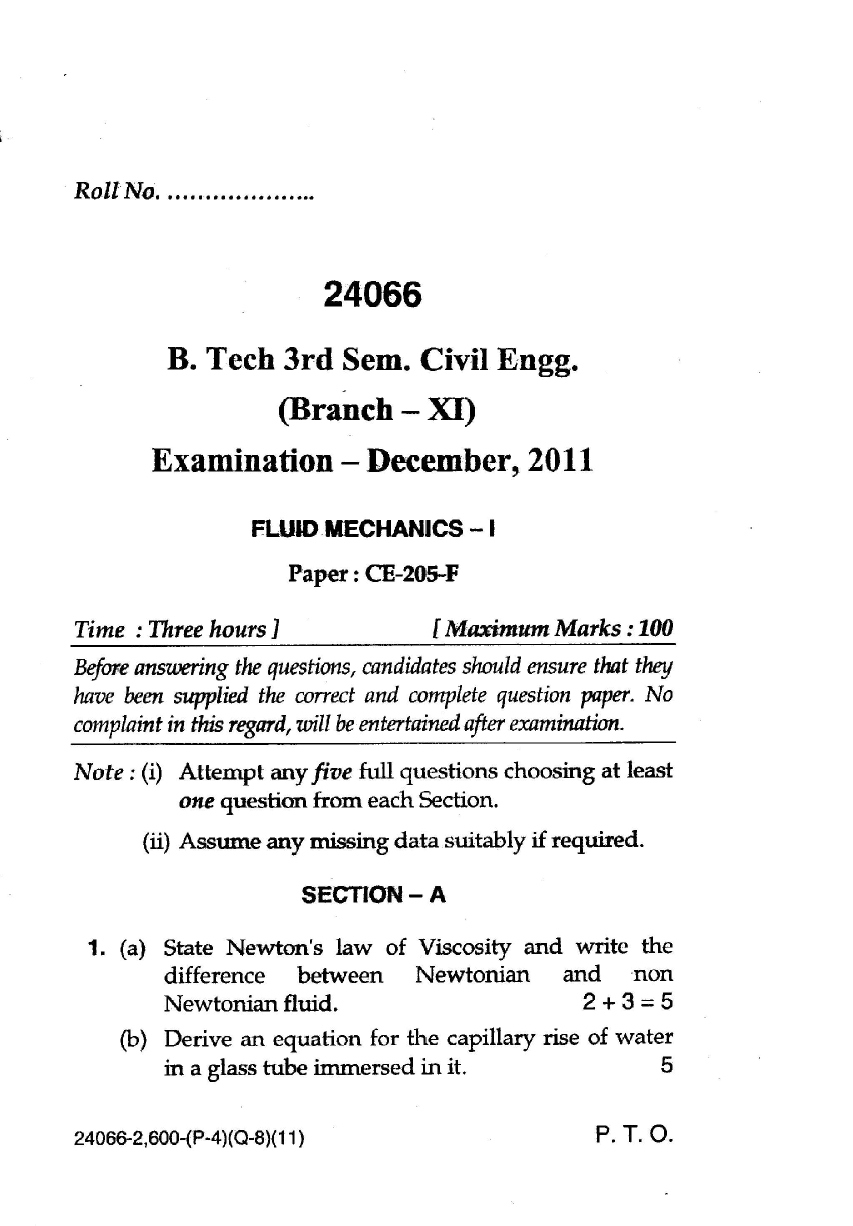 Roll No. ....................
24066
B. Tech 3rd Sem. Civil Engg.
(Branch – XI)
Examination – December, 2011
FLUID MECHANICS – I
Paper : CE-205-F
Time : Three hours ] [ Maximum Marks : 100
Before answering the questions, candidates should ensure that they
have been supplied the correct and complete question paper. No
complaint in this regard, will be entertained after examination.
Note : (i) Attempt any five full questions choosing at least
one question from each Section.
(ii) Assume any missing data suitably if required.
SECTION – A
1. (a) State Newton's law of Viscosity and write the
difference between Newtonian and non
Newtonian fluid. 2 + 3 = 5
(b) Derive an equation for the capillary rise of water
in a glass tube immersed in it. 5
24066-2,600-(P-4)(Q-8)(11) P. T. O.